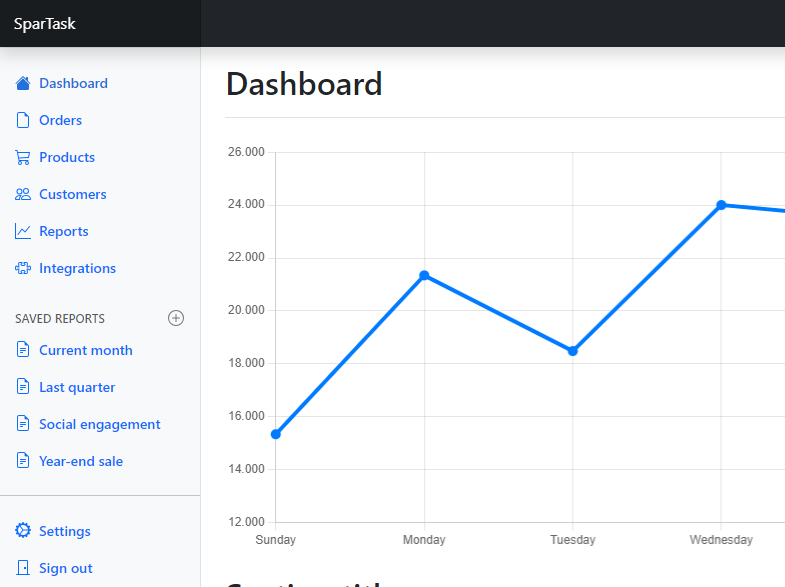 SparTask
Dashboard
Orders
Products
Customers
Reports
Integrations
SAVED REPORTS
Current month
Last quarter
Social engagement
Year-end sale
Settings
Sign out
Dashboard
26.000
24.000
22.000
20.000
18.000
16.000
14.000
12.000
Sunday Monday Tuesday Wednesday